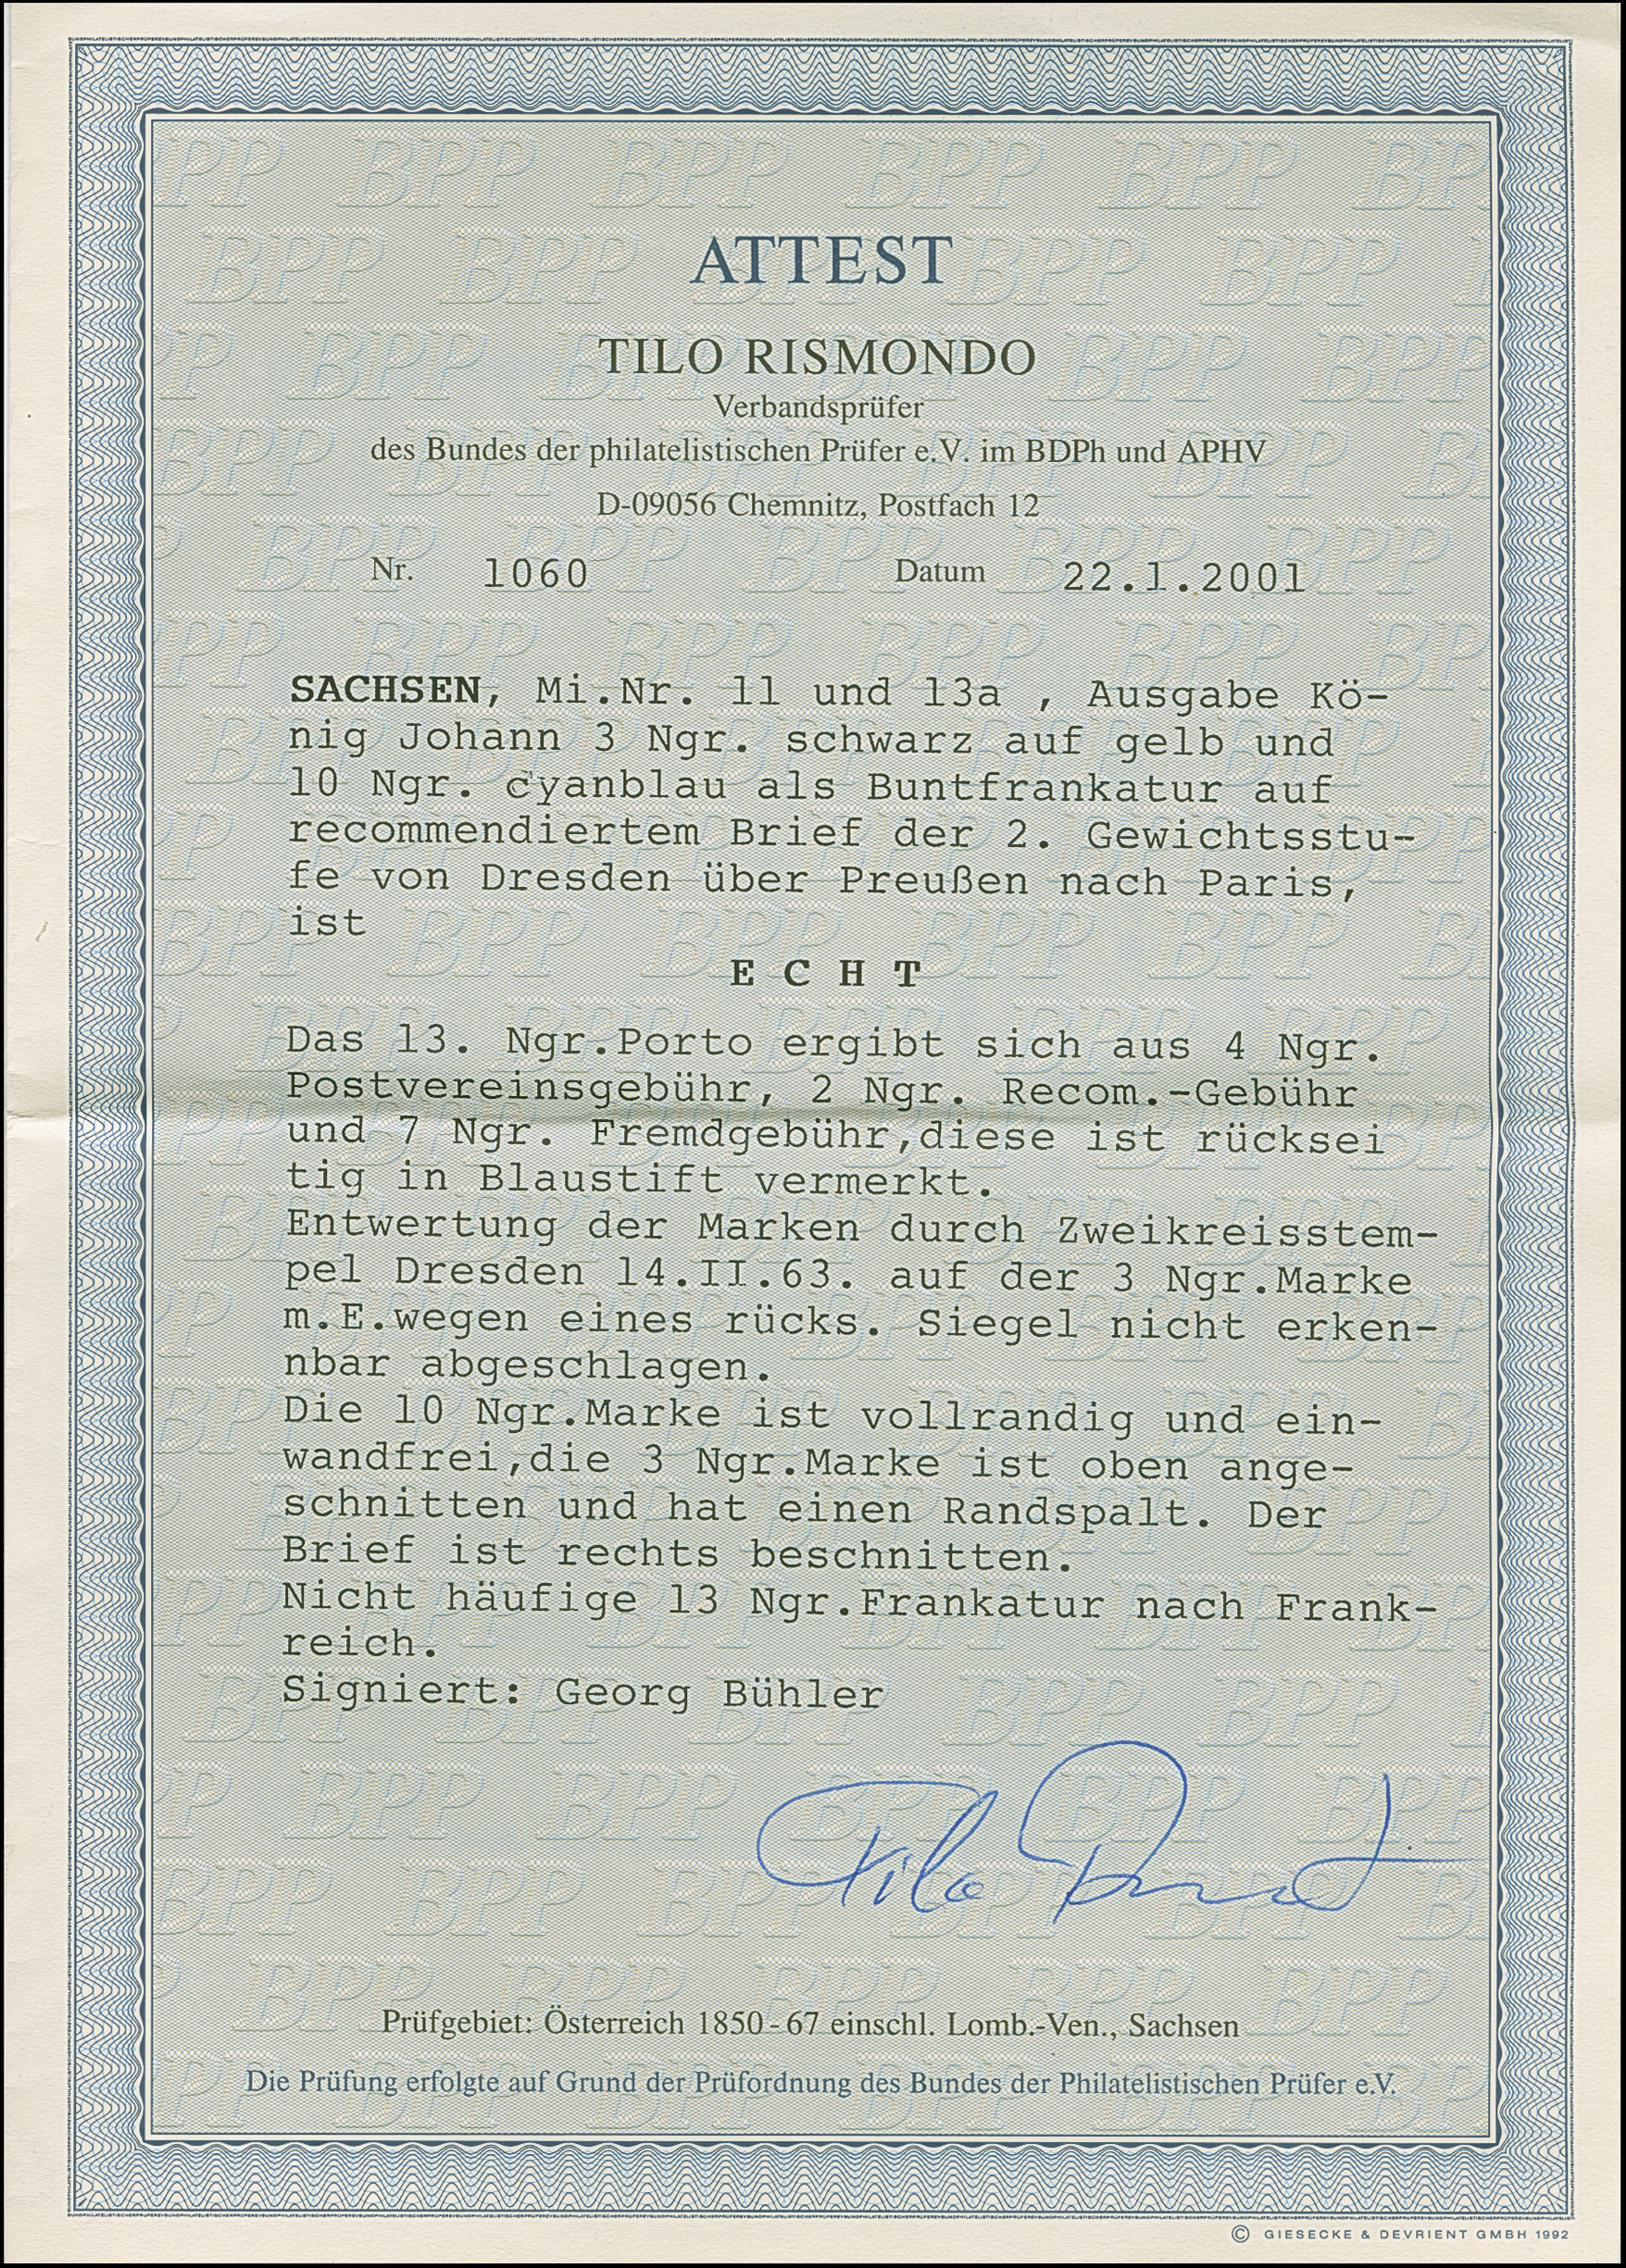 ATTEST
TILO RISMONDO
Verbandsprüfer
des Bundes der philatelistischen Prüfer e.V. im BDPh und APHV
D-09056 Chemnitz, Postfach 12
Nr. 1060 Datum 22.1.2001
SACHSEN, Mi.Nr. 11 und 13a , Ausgabe Kö-
nig Johann 3 Ngr. schwarz auf gelb und
10 Ngr. cyanblau als Buntfrankatur auf
recommendiertem Brief der 2. Gewichtsstu-
fe von Dresden über Preußen nach Paris,
ist
E C H T
Das 13. Ngr.Porto ergibt sich aus 4 Ngr.
Postvereinsgebühr, 2 Ngr. Recom.-Gebühr
und 7 Ngr. Fremdgebühr,diese ist rücksei
tig in Blaustift vermerkt.
Entwertung der Marken durch Zweikreisstem-
pel Dresden 14.II.63. auf der 3 Ngr.Marke
m.E.wegen eines rücks. Siegel nicht erken-
nbar abgeschlagen.
Die 10 Ngr.Marke ist vollrandig und ein-
wandfrei,die 3 Ngr.Marke ist oben ange-
schnitten und hat einen Randspalt. Der
Brief ist rechts beschnitten.
Nicht häufige 13 Ngr.Frankatur nach Frank-
reich.
Signiert: Georg Bühler
Tilo
Prüfgebiet: Österreich 1850-67 einschl. Lomb.-Ven., Sachsen
Die Prüfung erfolgte auf Grund der Prüfordnung des Bundes der Philatelistischen Prüfer e.V.
© GIESECKE & DEVRIENT GMBH 1992